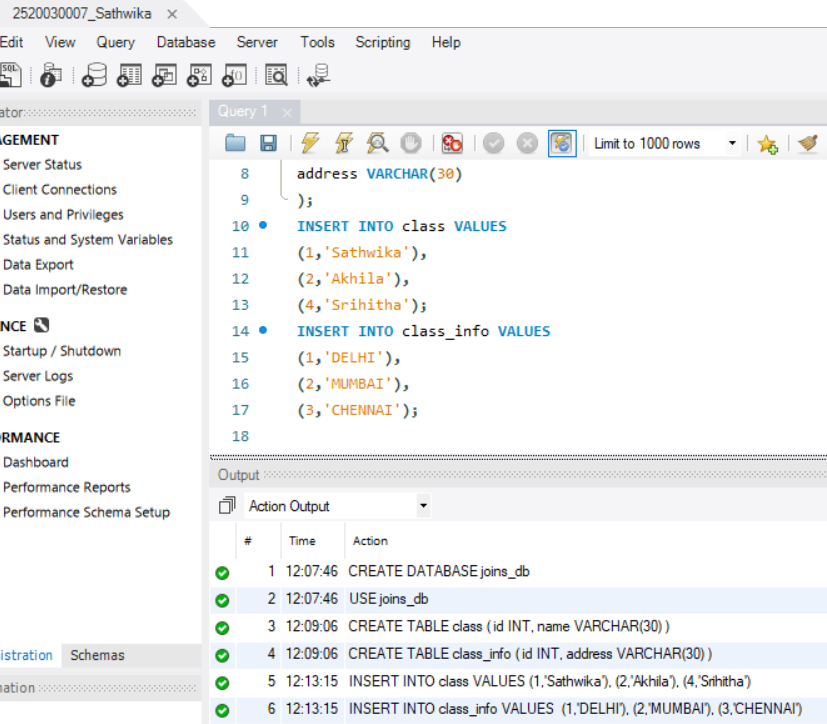 2520030007_Sathwika ×
Edit View Query Database Server Tools Scripting Help
SQL
ator
Query 1 ×
AGEMENT
Server Status
Client Connections
Users and Privileges
Status and System Variables
Data Export
Data Import/Restore
NCE
Startup / Shutdown
Server Logs
Options File
ORMANCE
Dashboard
Performance Reports
Performance Schema Setup
istration Schemas
nation
Limit to 1000 rows
8 address VARCHAR(30)
9 );
10 INSERT INTO class VALUES
11 (1,'Sathwika'),
12 (2,'Akhila'),
13 (4,'Srihitha');
14 INSERT INTO class_info VALUES
15 (1,'DELHI'),
16 (2,'MUMBAI'),
17 (3,'CHENNAI');
18
Output
Action Output
# Time Action
1 12:07:46 CREATE DATABASE joins_db
2 12:07:46 USE joins_db
3 12:09:06 CREATE TABLE class ( id INT, name VARCHAR(30) )
4 12:09:06 CREATE TABLE class_info ( id INT, address VARCHAR(30) )
5 12:13:15 INSERT INTO class VALUES (1,'Sathwika'), (2,'Akhila'), (4,'Srihitha')
6 12:13:15 INSERT INTO class_info VALUES (1,'DELHI'), (2,'MUMBAI'), (3,'CHENNAI')